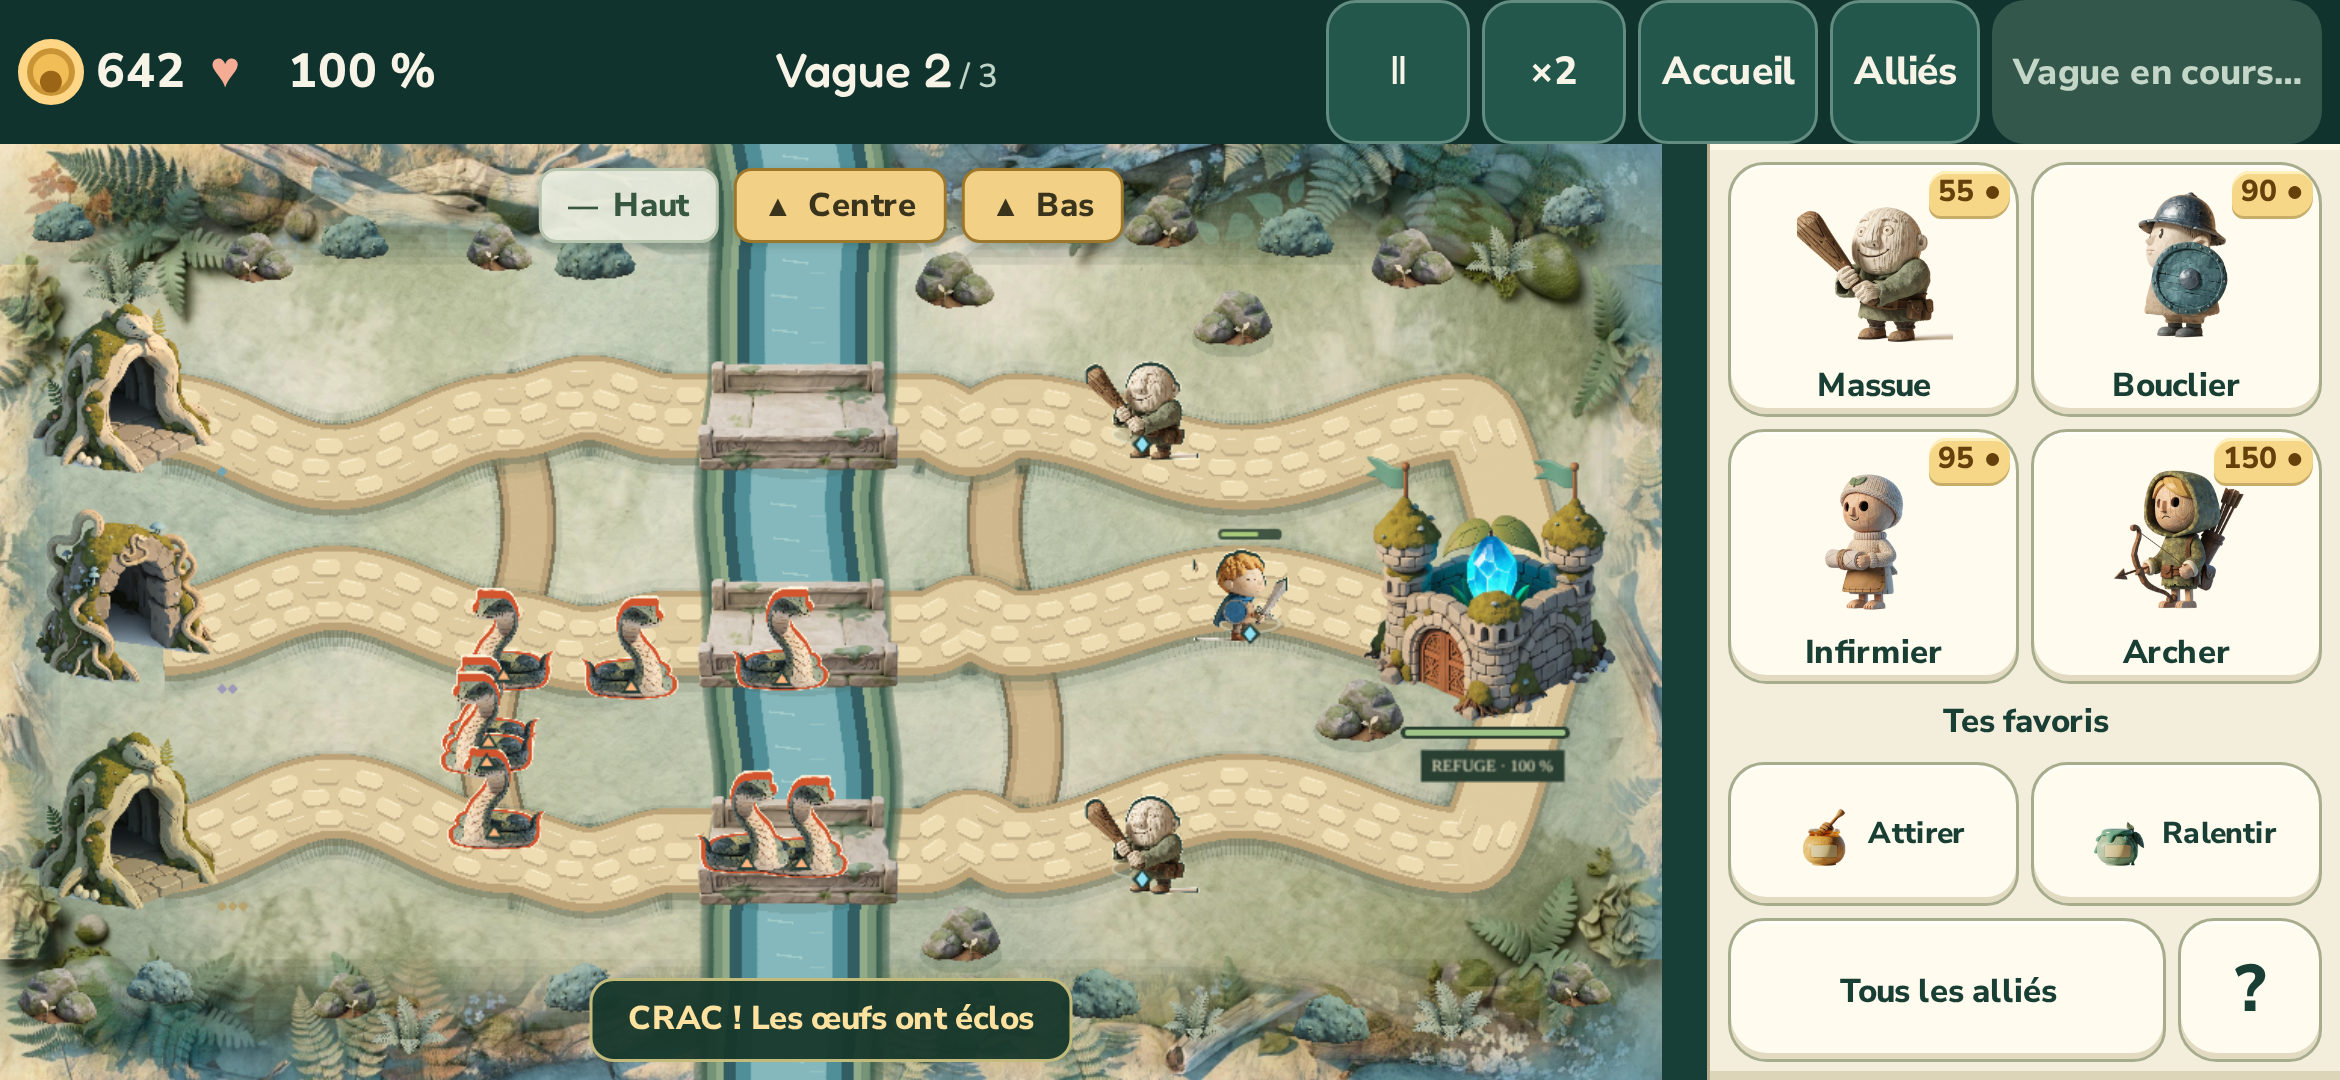 642 ♥ 100 %
Vague 2 / 3
II
×2
Accueil
Alliés
Vague en cours...
— Haut
▲ Centre
▲ Bas
55 ●
Massue
90 ●
Bouclier
95 ●
Infirmier
150 ●
Archer
Tes favoris
Attirer
Ralentir
Tous les alliés
?
REFUGE · 100 %
CRAC ! Les œufs ont éclos